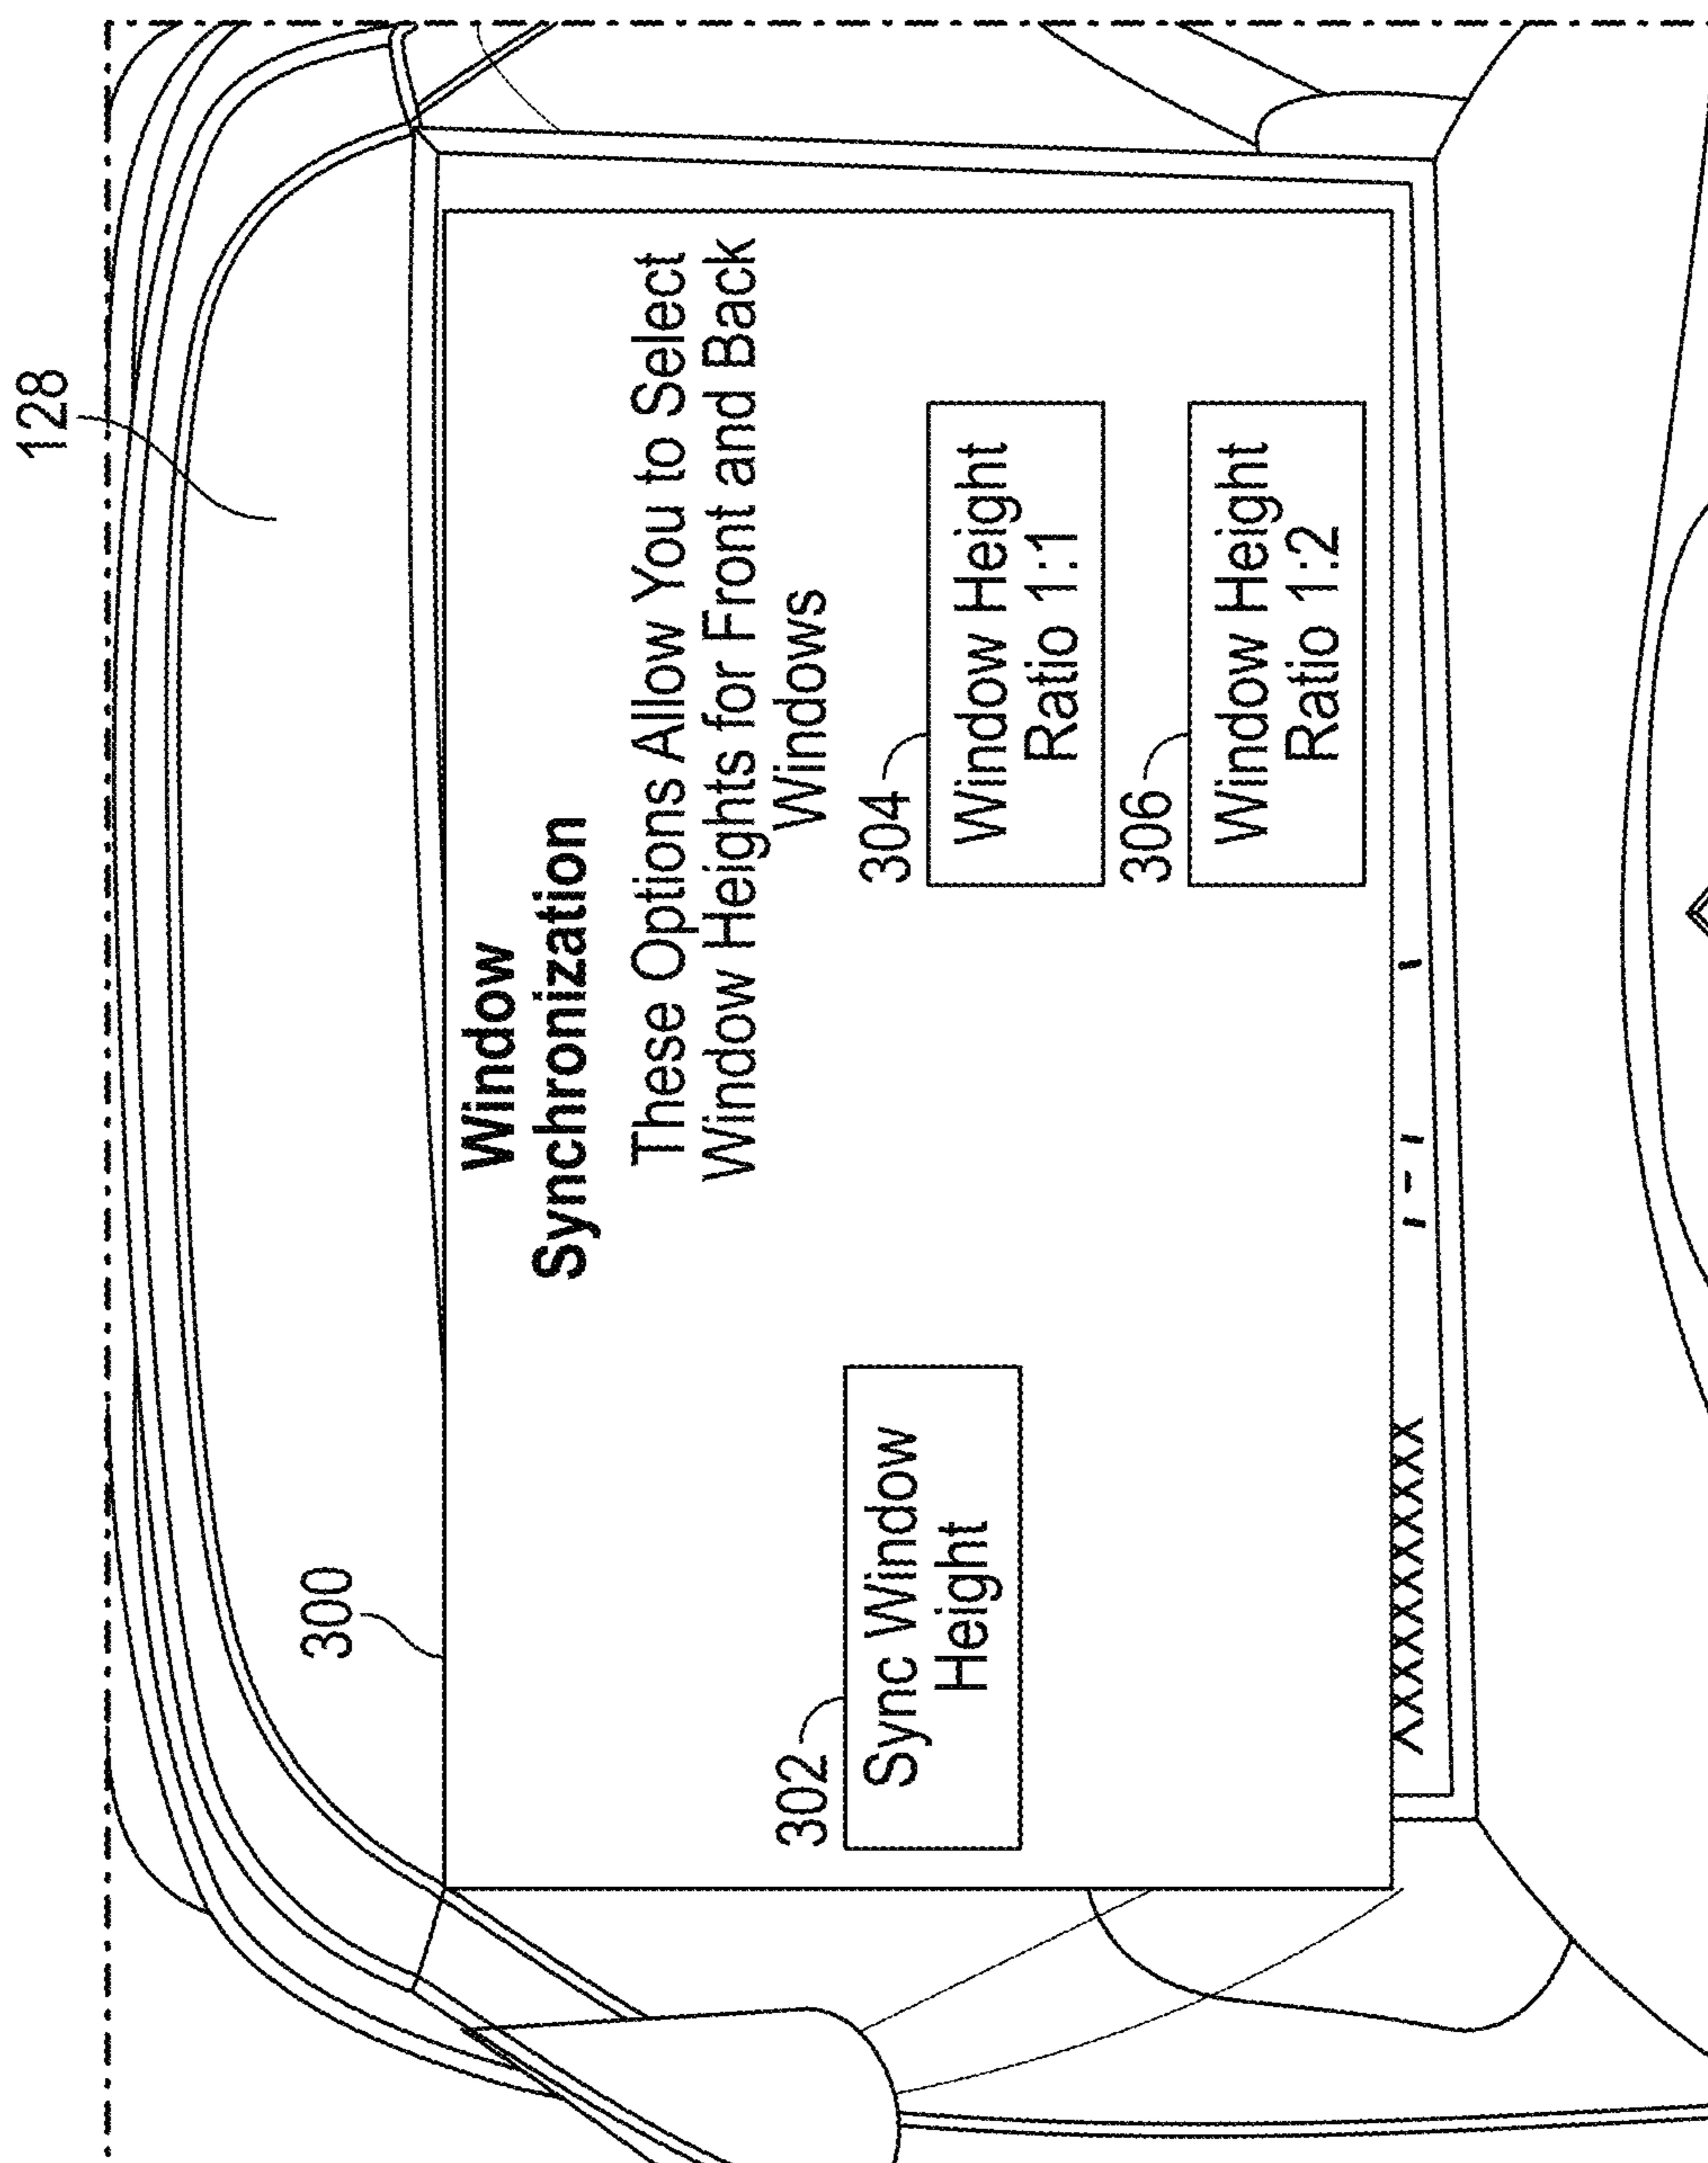 128
300
Window
Synchronization
These Options Allow You to Select
Window Heights for Front and Back
Windows
302
Sync Window
Height
304
Window Height
Ratio 1:1
306
Window Height
Ratio 1:2
XXXXXXXXXXX